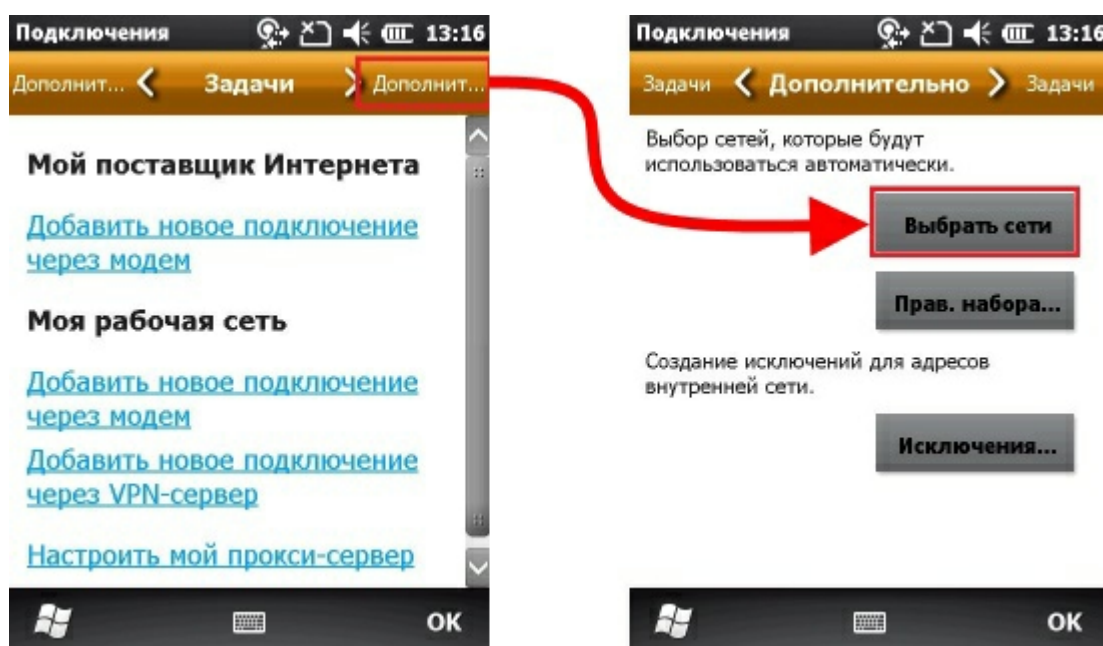 Подключения 13:16
Дополнит... Задачи Дополнит...
Мой поставщик Интернета
Добавить новое подключение
через модем
Моя рабочая сеть
Добавить новое подключение
через модем
Добавить новое подключение
через VPN-сервер
Настроить мой прокси-сервер
ОК
Подключения 13:16
Задачи Дополнительно Задачи
Выбор сетей, которые будут
использоваться автоматически.
Выбрать сети
Прав. набора...
Создание исключений для адресов
внутренней сети.
Исключения...
ОК